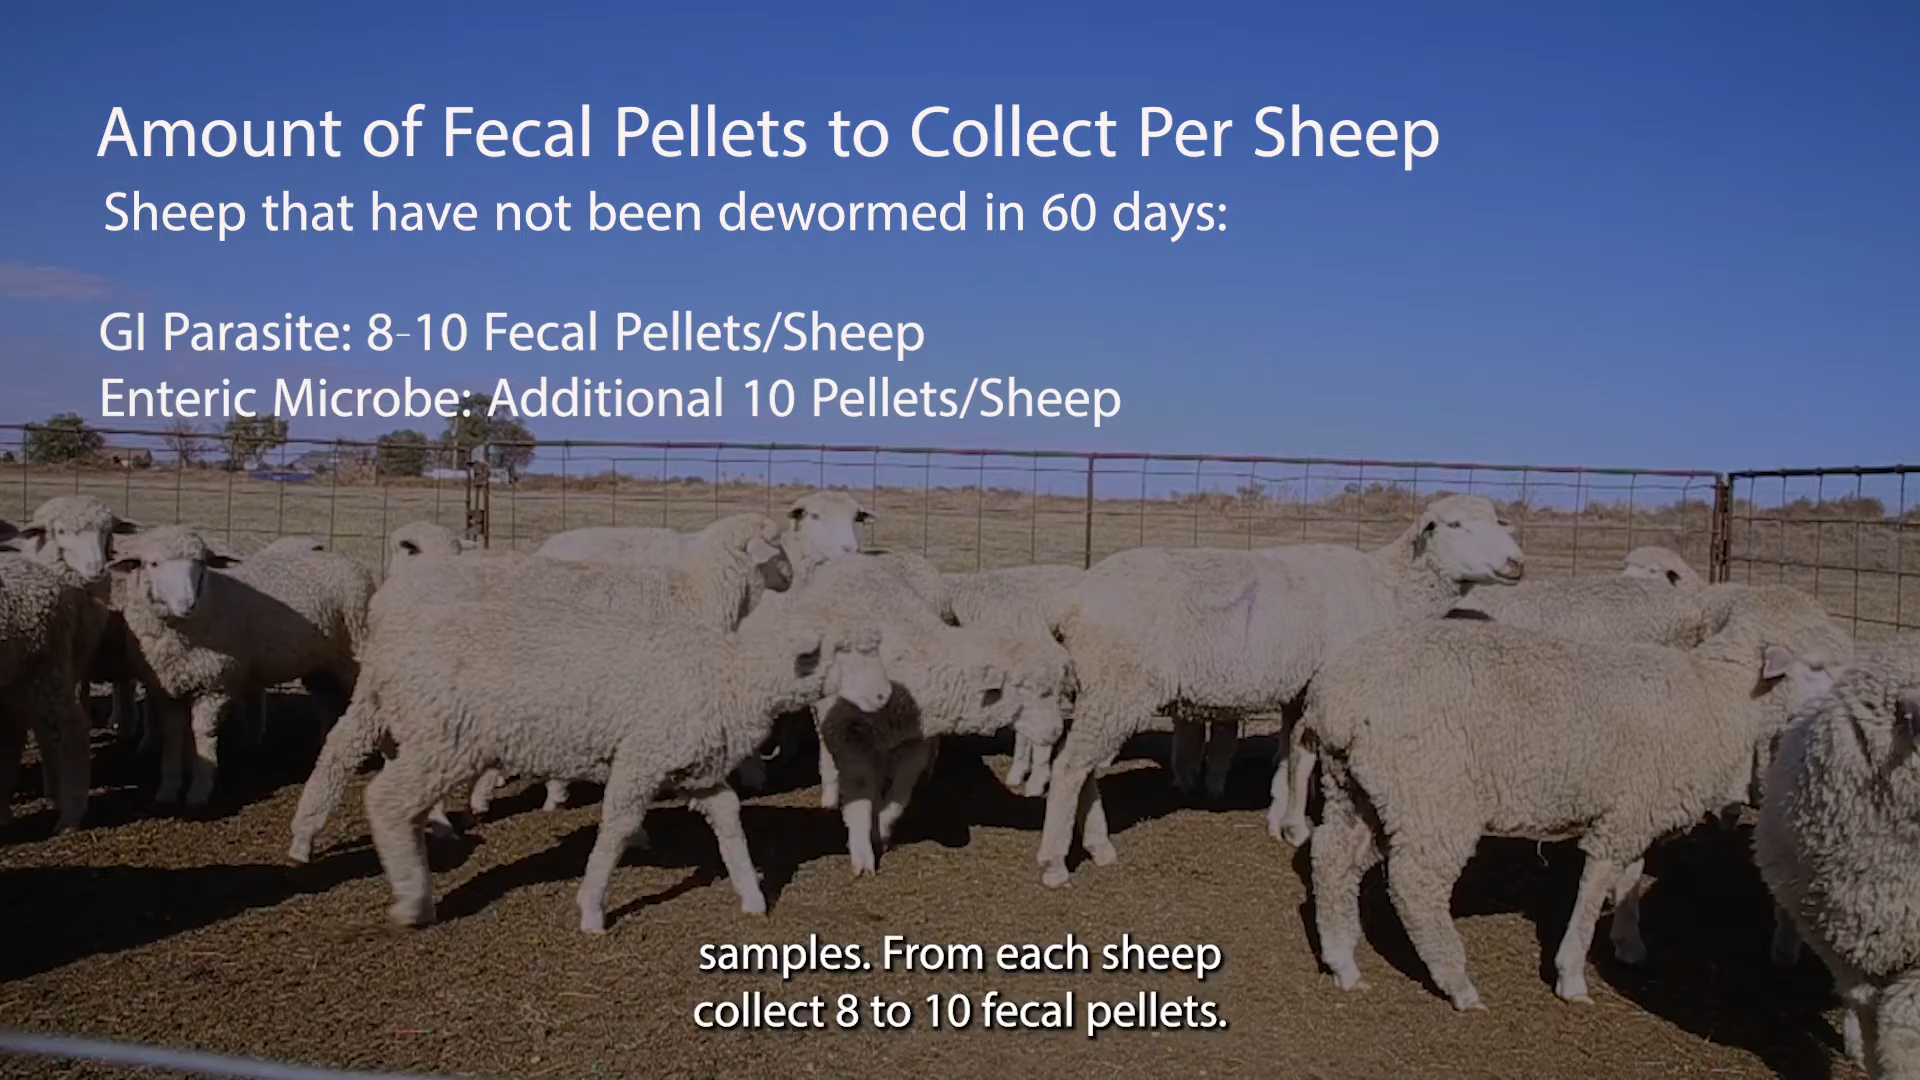 Amount of Fecal Pellets to Collect Per Sheep
Sheep that have not been dewormed in 60 days:
GI Parasite: 8-10 Fecal Pellets/Sheep
Enteric Microbe: Additional 10 Pellets/Sheep
samples. From each sheep
collect 8 to 10 fecal pellets.